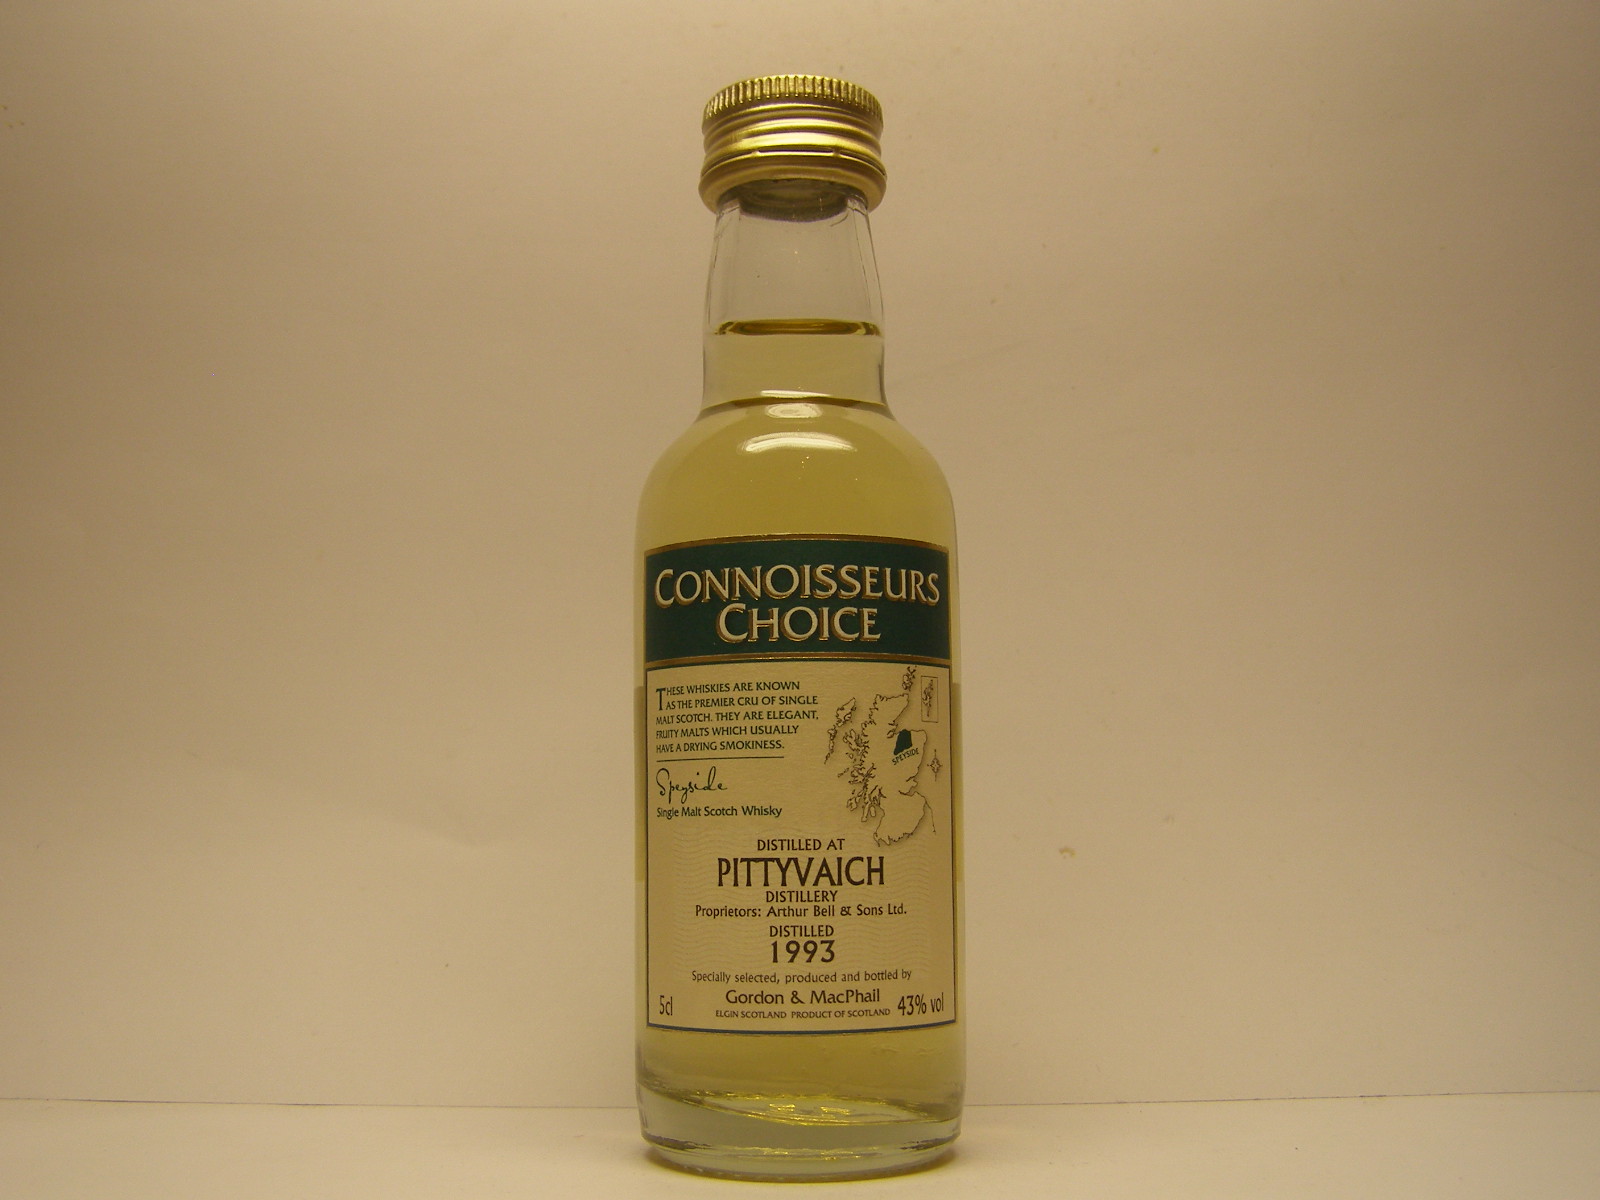 CONNOISSEURS
CHOICE
THESE WHISKIES ARE KNOWN
AS THE PREMIER CRU OF SINGLE
MALT SCOTCH. THEY ARE ELEGANT,
FRUITY MALTS WHICH USUALLY
HAVE A DRYING SMOKINESS.
SPEYSIDE
Speyside
Single Malt Scotch Whisky
DISTILLED AT
PITTYVAICH
DISTILLERY
Proprietors: Arthur Bell & Sons Ltd.
DISTILLED
1993
Specially selected, produced and bottled by
Gordon & MacPhail
5cl
ELGIN SCOTLAND PRODUCT OF SCOTLAND
43% vol